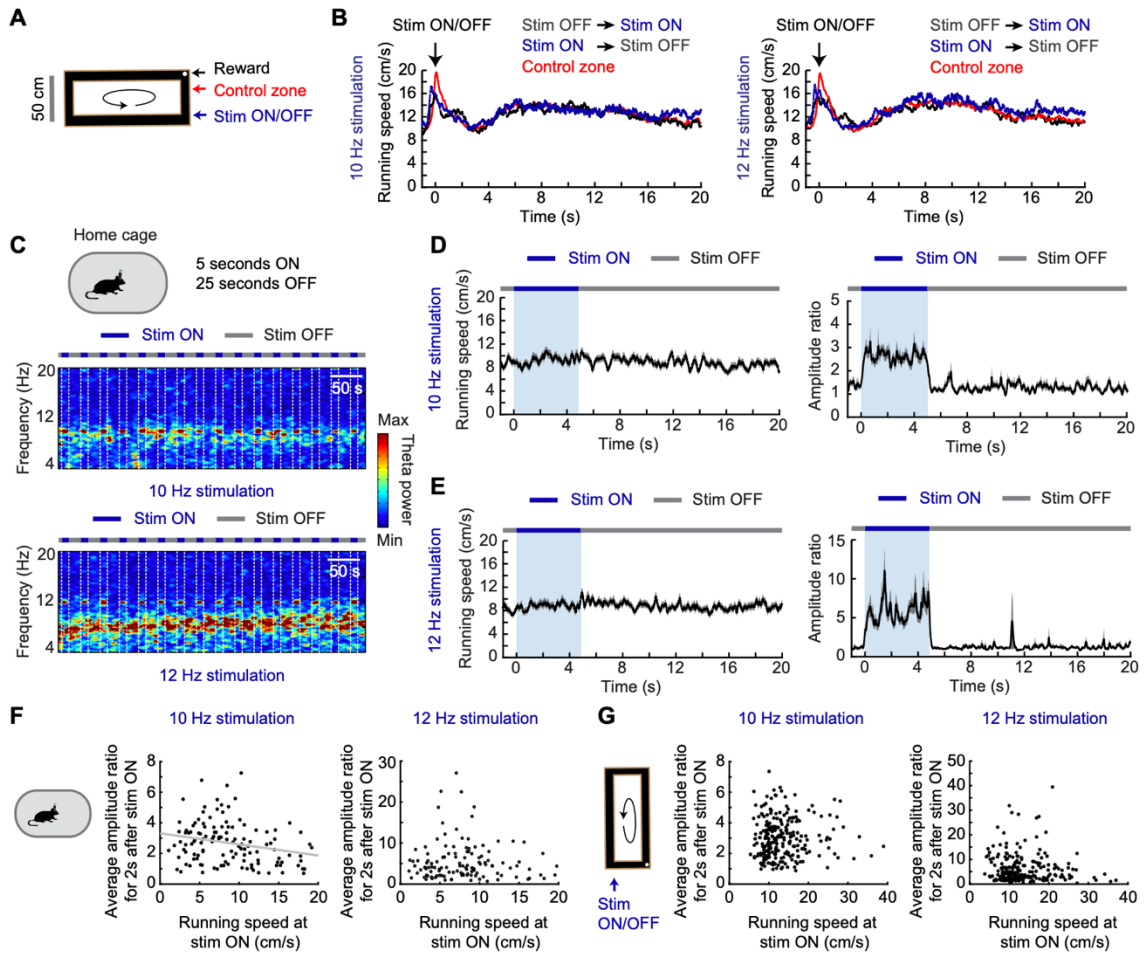 A
50 cm
Reward
Control zone
Stim ON/OFF
B
10 Hz stimulation
Running speed (cm/s)
Stim ON/OFF
Stim OFF → Stim ON
Stim ON → Stim OFF
Control zone
20
16
12
8
4
0
0 4 8 12 16 20
Time (s)
12 Hz stimulation
Running speed (cm/s)
Stim ON/OFF
Stim OFF → Stim ON
Stim ON → Stim OFF
Control zone
20
16
12
8
4
0
0 4 8 12 16 20
Time (s)
C
Home cage
5 seconds ON
25 seconds OFF
Stim ON Stim OFF
Frequency (Hz)
20
12
4
50 s
10 Hz stimulation
Max
Theta power
Min
Stim ON Stim OFF
Frequency (Hz)
20
12
4
50 s
12 Hz stimulation
D
10 Hz stimulation
Stim ON Stim OFF
Running speed (cm/s)
20
16
12
8
4
0
0 4 8 12 16 20
Time (s)
Stim ON Stim OFF
Amplitude ratio
5
4
3
2
1
0
0 4 8 12 16 20
Time (s)
E
12 Hz stimulation
Stim ON Stim OFF
Running speed (cm/s)
20
16
12
8
4
0
0 4 8 12 16 20
Time (s)
Stim ON Stim OFF
Amplitude ratio
15
10
5
0
0 4 8 12 16 20
Time (s)
F
10 Hz stimulation
Average amplitude ratio
for 2s after stim ON
8
6
4
2
0
0 5 10 15 20
Running speed at
stim ON (cm/s)
12 Hz stimulation
Average amplitude ratio
for 2s after stim ON
30
20
10
5
0
0 5 10 15 20
Running speed at
stim ON (cm/s)
G
Stim
ON/OFF
10 Hz stimulation
Average amplitude ratio
for 2s after stim ON
8
6
4
2
0
0 10 20 30 40
Running speed at
stim ON (cm/s)
12 Hz stimulation
Average amplitude ratio
for 2s after stim ON
50
40
30
20
10
5
0
0 10 20 30 40
Running speed at
stim ON (cm/s)